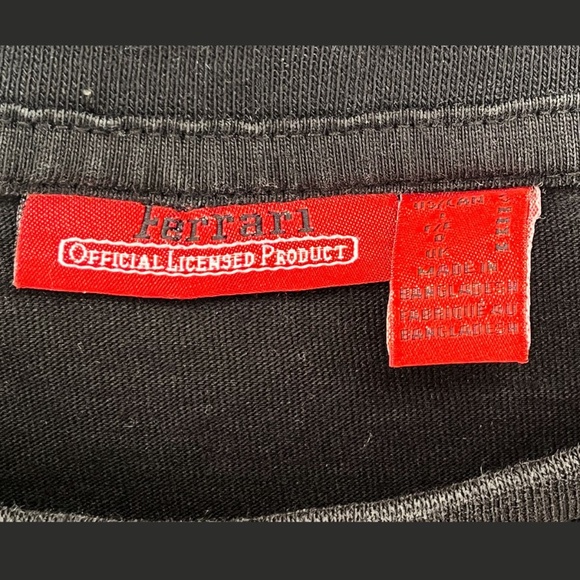 Ferrari
OFFICIAL LICENSED PRODUCT
MADE IN
BANGLADESH
FABRIQUÉ AU
BANGLADESH